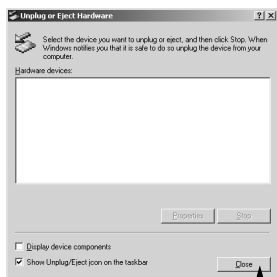 Unplug or Eject Hardware
Select the device you want to unplug or eject, and then click Stop. When
Windows notifies you that it is safe to do so unplug the device from your
computer.
Hardware devices:
Properties
Stop
Display device components
Show Unplug/Eject icon on the taskbar
Close